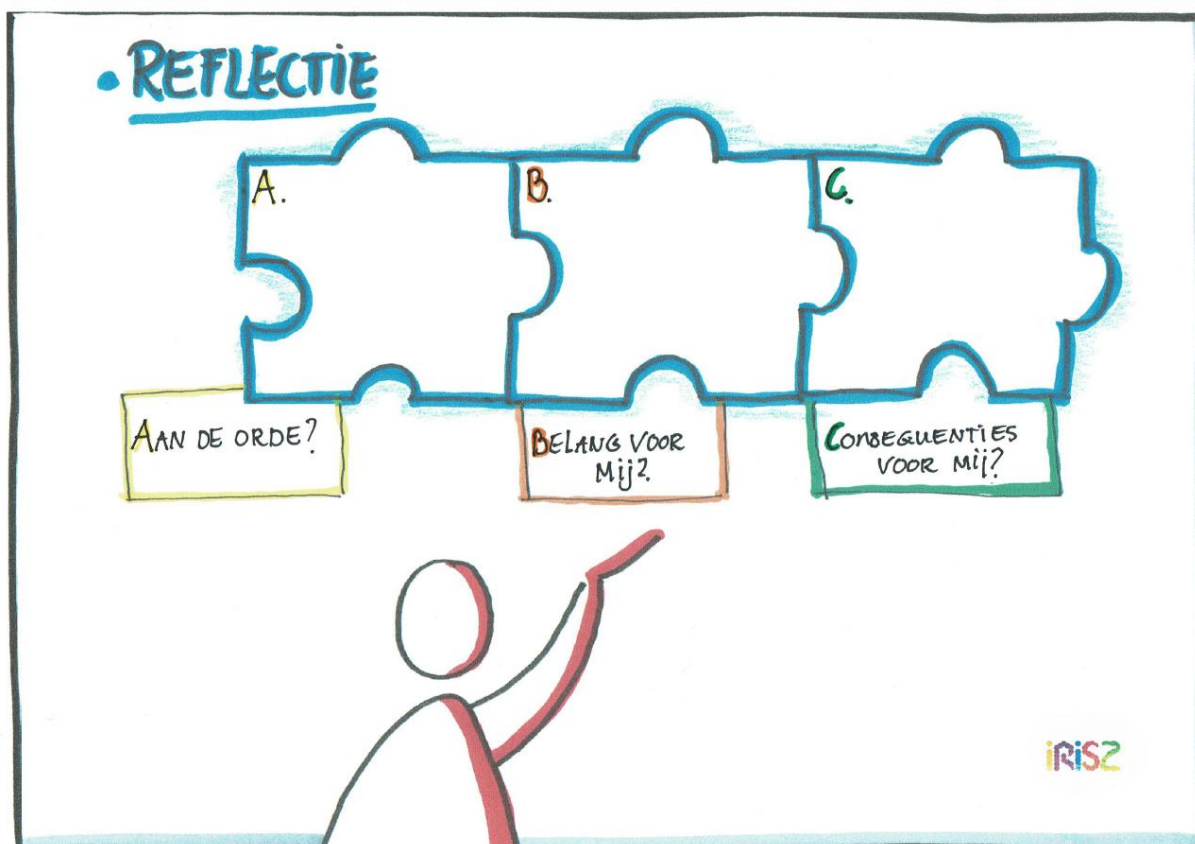 • REFLECTIE
A.
B.
C.
AAN DE ORDE?
BELANG VOOR
Mij?
CONSEQUENTIES
VOOR Mij?
iRiSZ